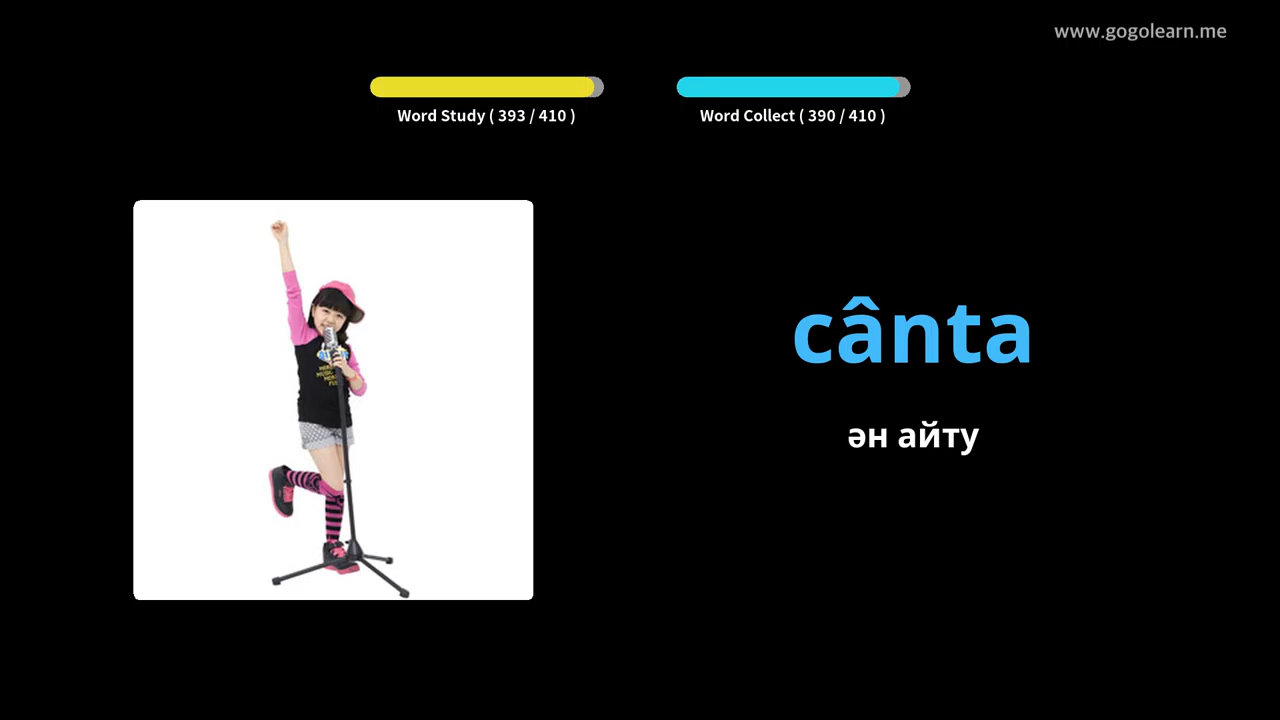 www.gogolearn.me
Word Study ( 393 / 410 )
Word Collect ( 390 / 410 )
cânta
ән айту